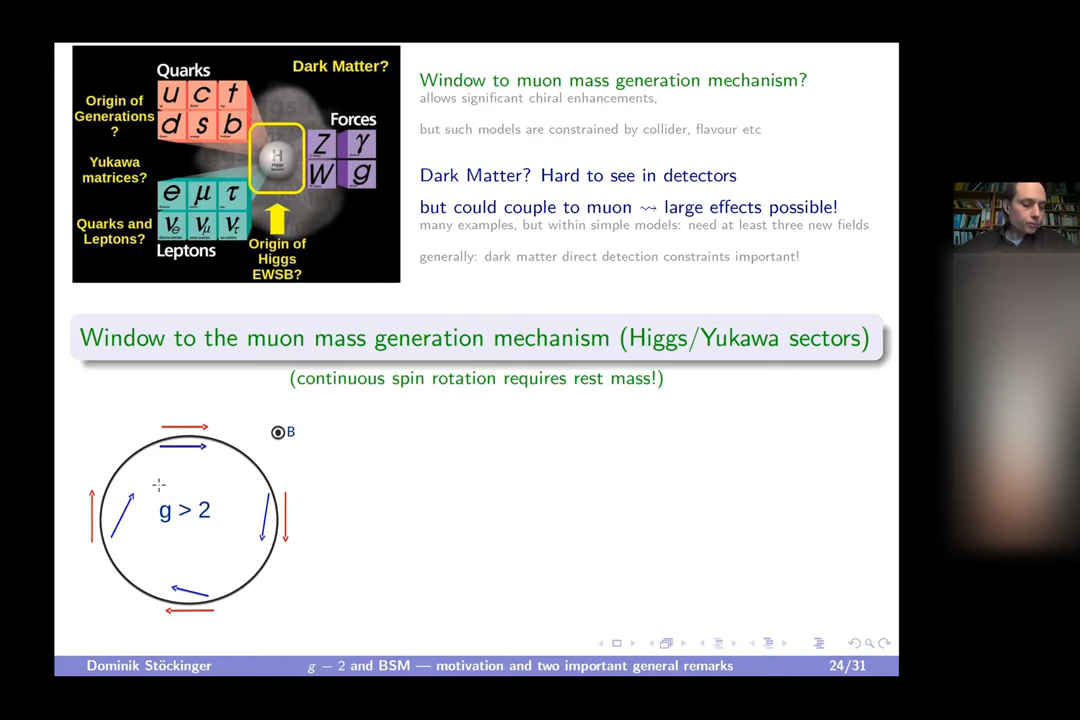 Quarks
Dark Matter?
u c t
d s b
Origin of
Generations
?
Forces
Z γ
W g
H
Higgs
Yukawa
matrices?
e μ τ
νe νμ ντ
Quarks and
Leptons?
Leptons
Origin of
Higgs
EWSB?
Window to muon mass generation mechanism?
allows significant chiral enhancements,
but such models are constrained by collider, flavour etc
Dark Matter? Hard to see in detectors
but could couple to muon ⇝ large effects possible!
many examples, but within simple models: need at least three new fields
generally: dark matter direct detection constraints important!
Window to the muon mass generation mechanism (Higgs/Yukawa sectors)
(continuous spin rotation requires rest mass!)
B
g > 2
Dominik Stöckinger g − 2 and BSM — motivation and two important general remarks 24/31